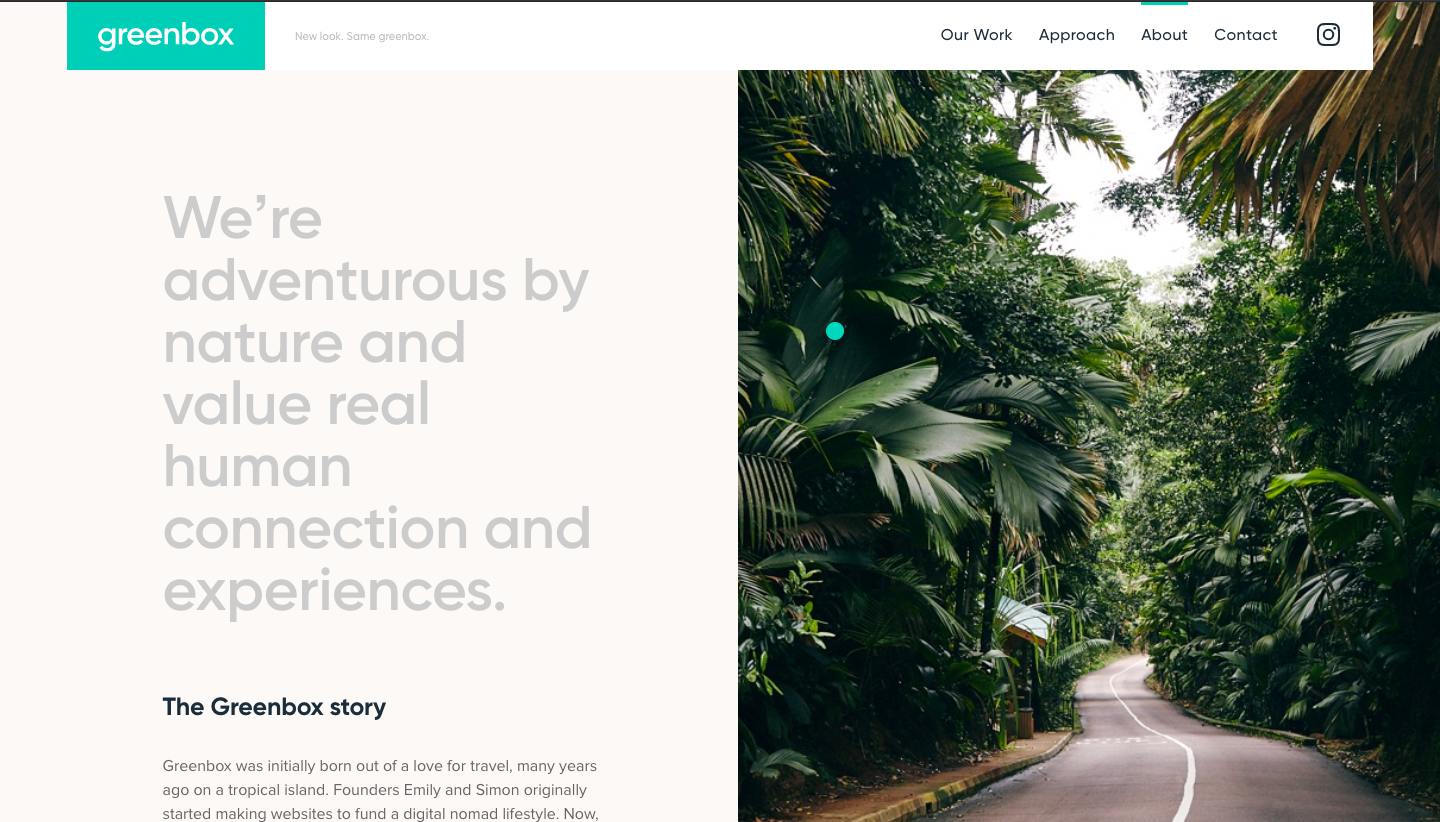 greenbox
New look. Same greenbox.
Our Work
Approach
About
Contact
We’re
adventurous by
nature and
value real
human
connection and
experiences.
The Greenbox story
Greenbox was initially born out of a love for travel, many years
ago on a tropical island. Founders Emily and Simon originally
started making websites to fund a digital nomad lifestyle. Now,